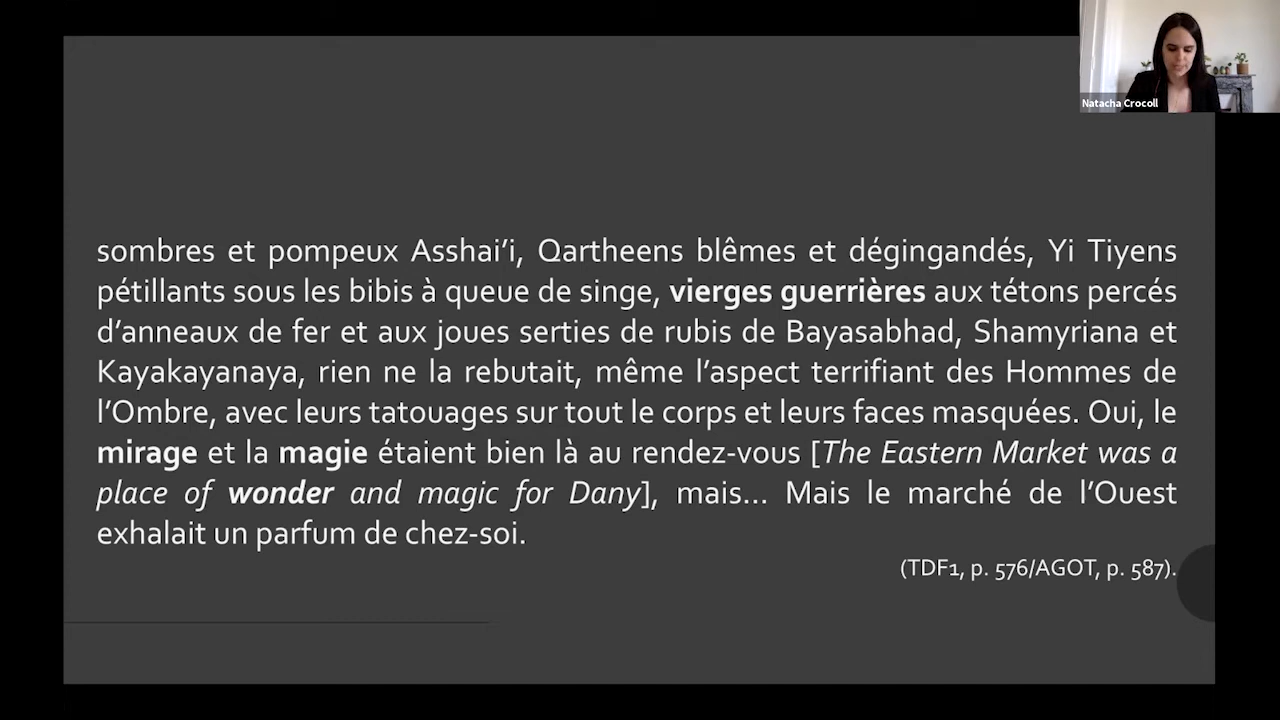 Natacha Crocoll
sombres et pompeux Asshai’i, Qartheens blêmes et dégingandés, Yi Tiyens
pétillants sous les bibis à queue de singe, vierges guerrières aux tétons percés
d’anneaux de fer et aux joues serties de rubis de Bayasabhad, Shamyriana et
Kayakayanaya, rien ne la rebutait, même l’aspect terrifiant des Hommes de
l’Ombre, avec leurs tatouages sur tout le corps et leurs faces masquées. Oui, le
mirage et la magie étaient bien là au rendez-vous [The Eastern Market was a
place of wonder and magic for Dany], mais... Mais le marché de l’Ouest
exhalait un parfum de chez-soi.
(TDF1, p. 576/AGOT, p. 587).